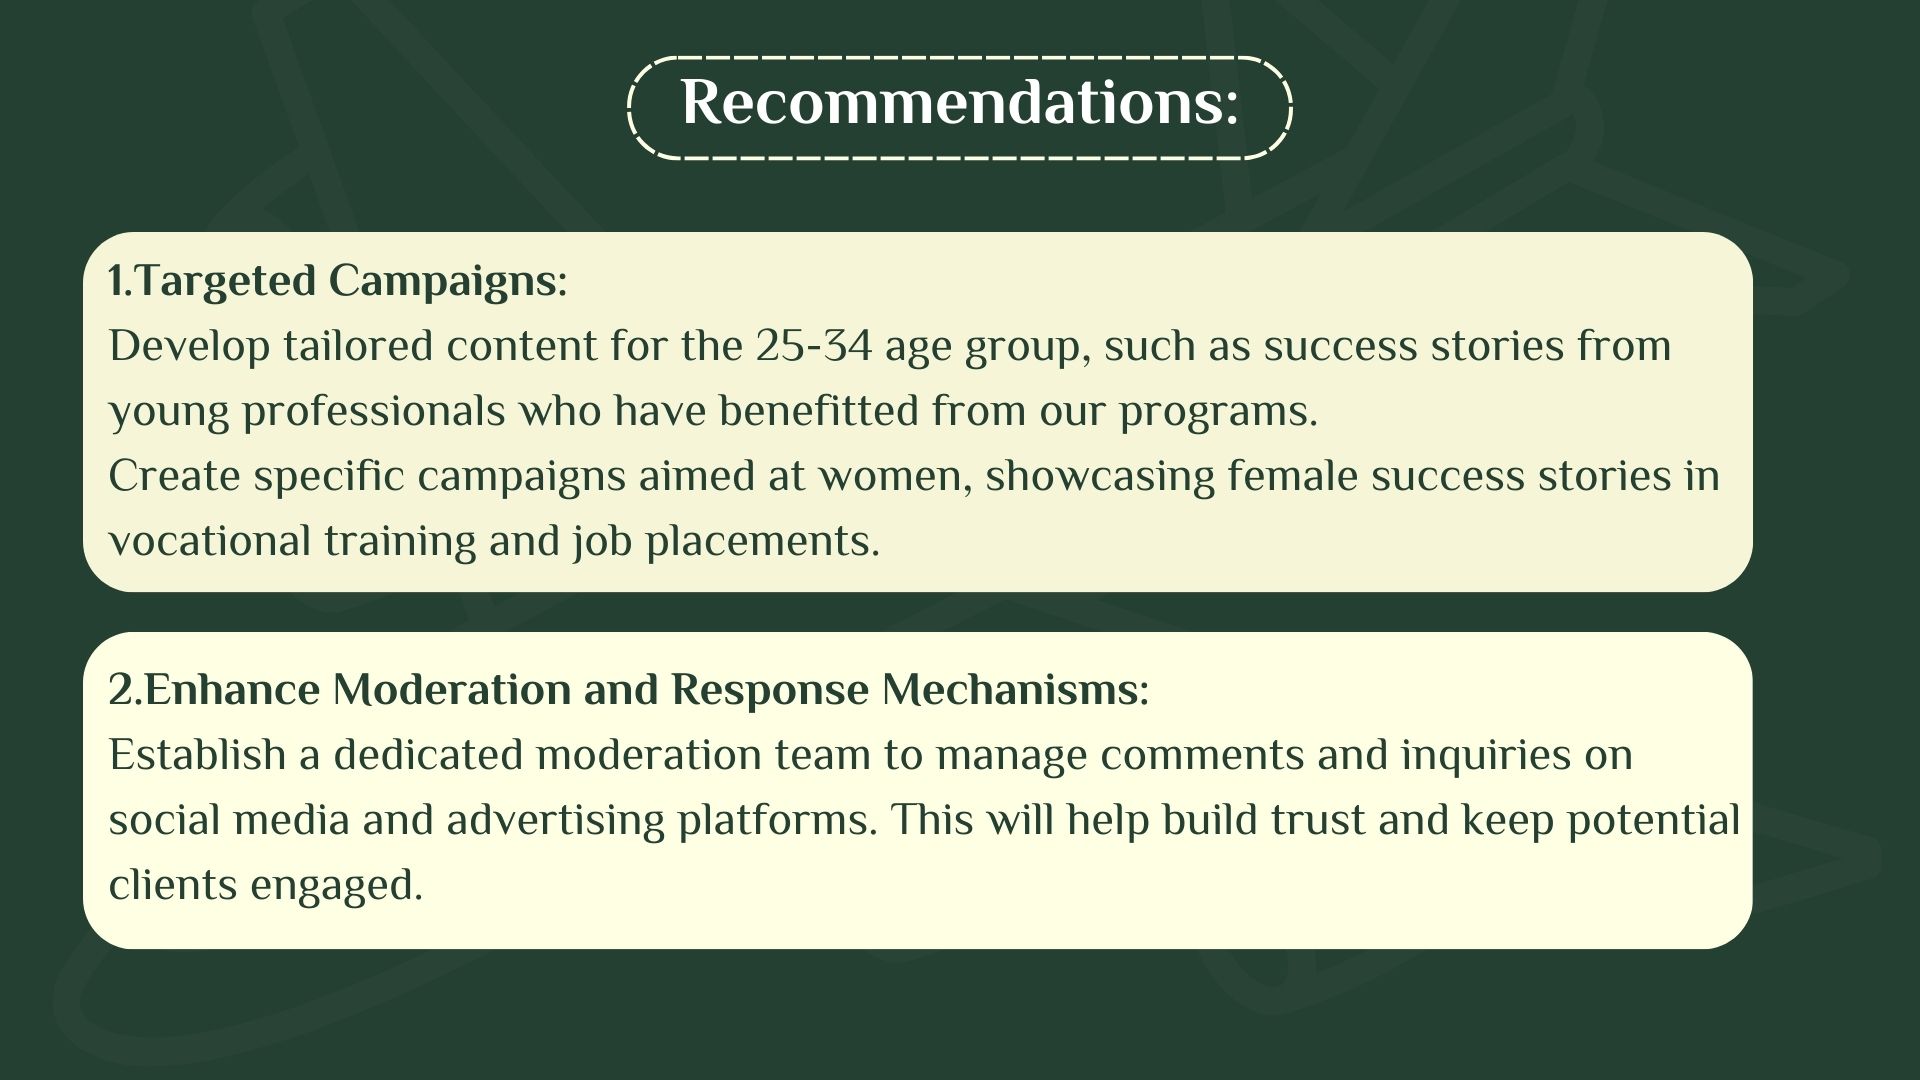 Recommendations:
1.Targeted Campaigns:
Develop tailored content for the 25-34 age group, such as success stories from
young professionals who have benefitted from our programs.
Create specific campaigns aimed at women, showcasing female success stories in
vocational training and job placements.
2.Enhance Moderation and Response Mechanisms:
Establish a dedicated moderation team to manage comments and inquiries on
social media and advertising platforms. This will help build trust and keep potential
clients engaged.